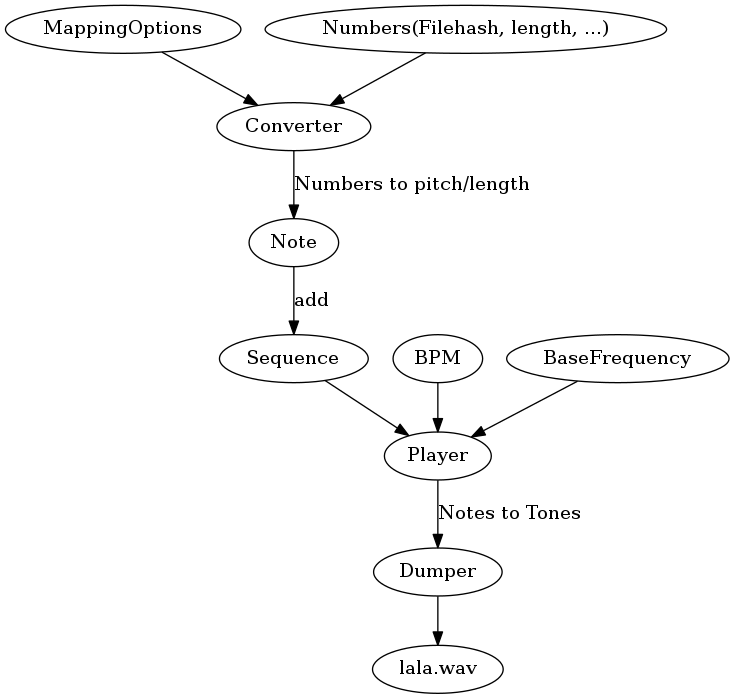 MappingOptions
Numbers(Filehash, length, ...)
Converter
Numbers to pitch/length
Note
add
Sequence
BPM
BaseFrequency
Player
Notes to Tones
Dumper
lala.wav